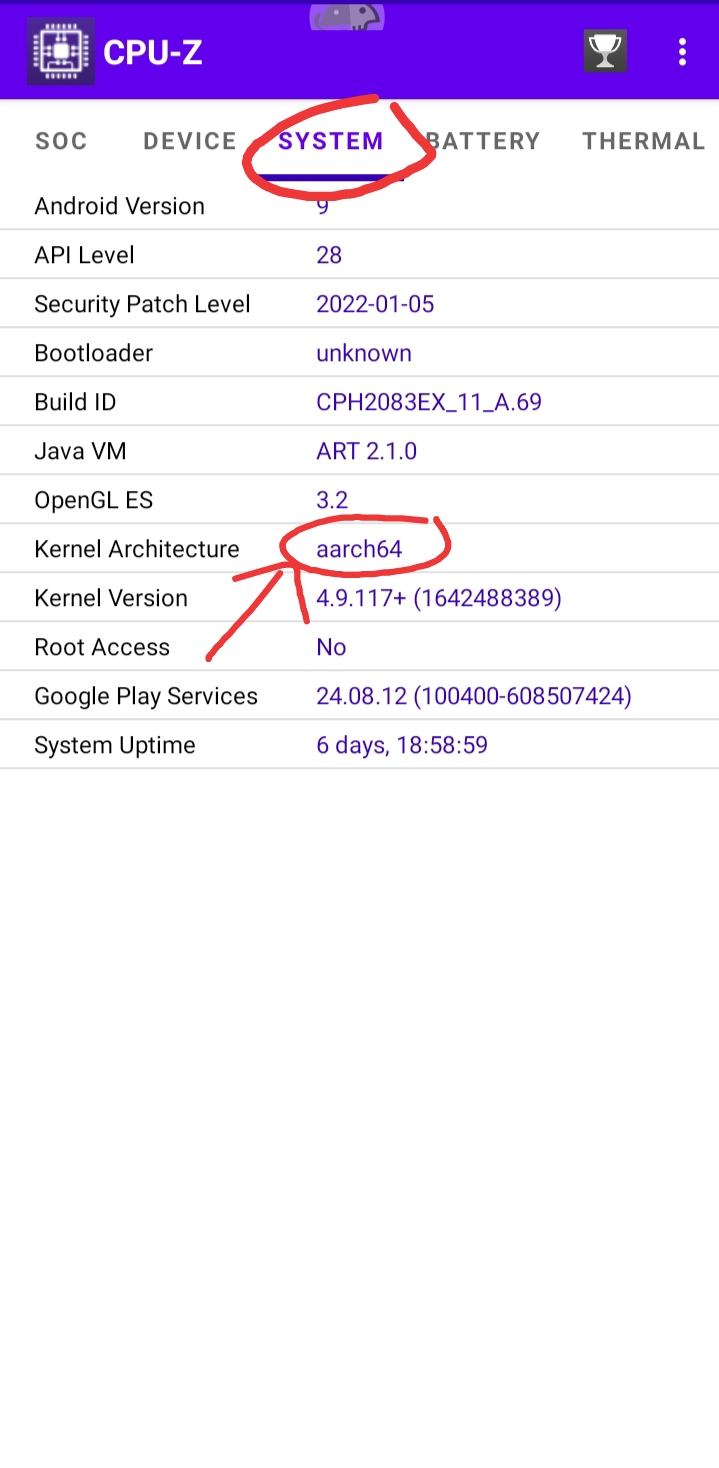 CPU-Z
SOC DEVICE SYSTEM BATTERY THERMAL
Android Version 9
API Level 28
Security Patch Level 2022-01-05
Bootloader unknown
Build ID CPH2083EX_11_A.69
Java VM ART 2.1.0
OpenGL ES 3.2
Kernel Architecture aarch64
Kernel Version 4.9.117+ (1642488389)
Root Access No
Google Play Services 24.08.12 (100400-608507424)
System Uptime 6 days, 18:58:59